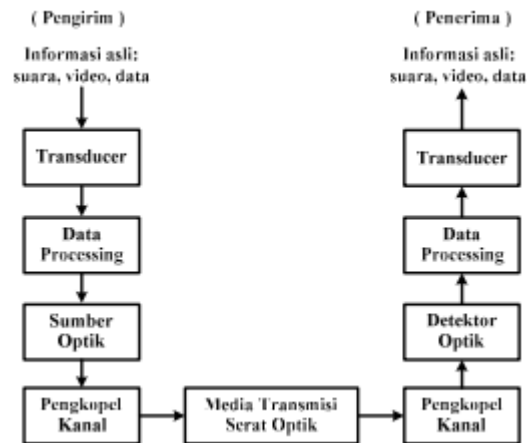 ( Pengirim )
Informasi asli:
suara, video, data
Transducer
Data
Processing
Sumber
Optik
Pengkopel
Kanal
Media Transmisi
Serat Optik
( Penerima )
Informasi asli:
suara, video, data
Transducer
Data
Processing
Detektor
Optik
Pengkopel
Kanal